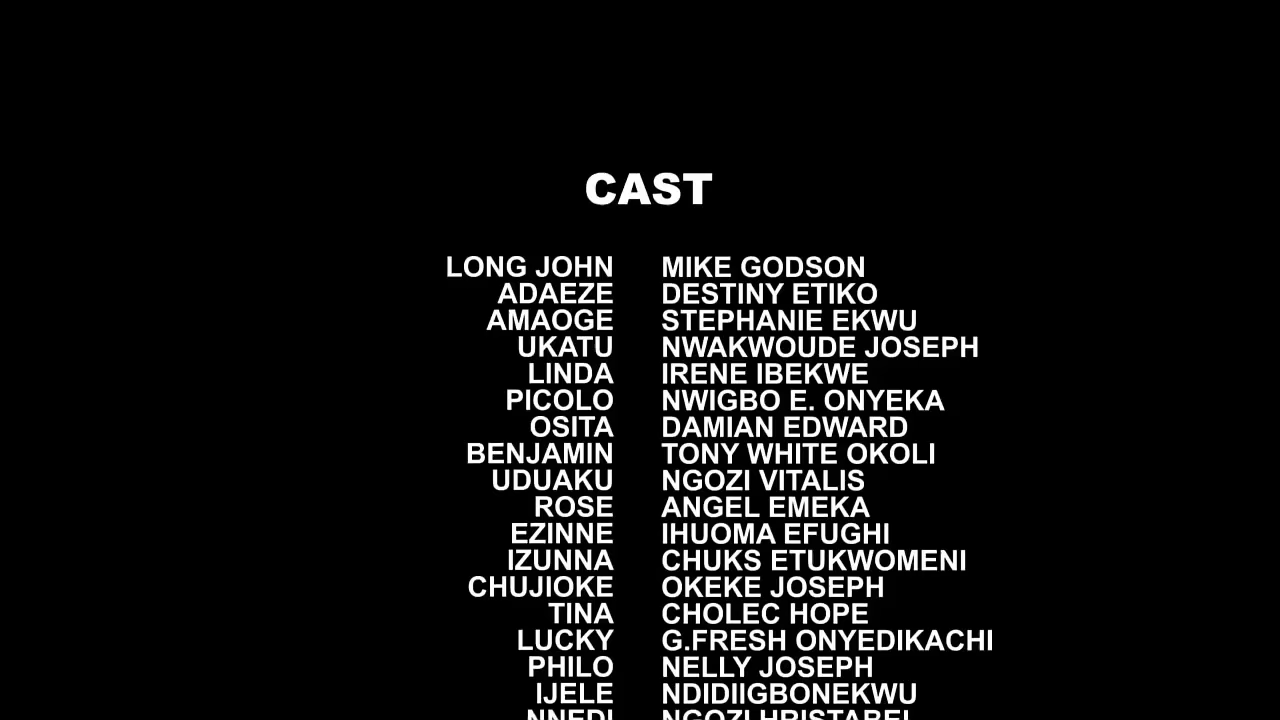 CAST
LONG JOHN MIKE GODSON
ADAEZE DESTINY ETIKO
AMAOGE STEPHANIE EKWU
UKATU NWAKWOUDE JOSEPH
LINDA IRENE IBEKWE
PICOLO NWIGBO E. ONYEKA
OSITA DAMIAN EDWARD
BENJAMIN TONY WHITE OKOLI
UDUAKU NGOZI VITALIS
ROSE ANGEL EMEKA
EZINNE IHUOMA EFUGHI
IZUNNA CHUKS ETUKWOMENI
CHUJIOKE OKEKE JOSEPH
TINA CHOLEC HOPE
LUCKY G.FRESH ONYEDIKACHI
PHILO NELLY JOSEPH
IJELE NDIDIIGBONEKWU
NNEDI NGOZI